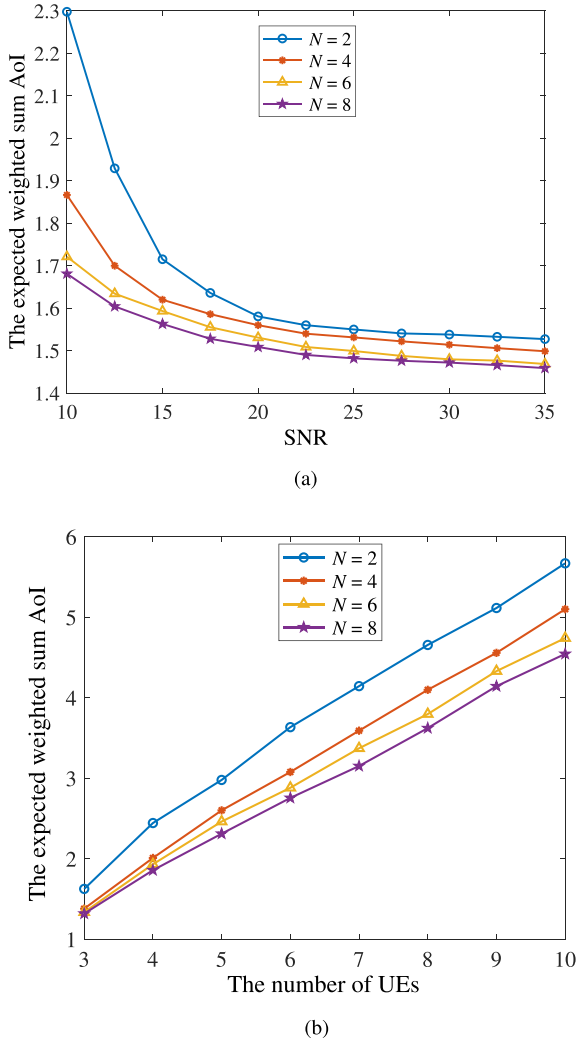 2.3
2.2
2.1
2
1.9
1.8
1.7
1.6
1.5
1.4
The expected weighted sum AoI
N = 2
N = 4
N = 6
N = 8
10 15 20 25 30 35
SNR
(a)
6
5
4
3
2
1
The expected weighted sum AoI
N = 2
N = 4
N = 6
N = 8
3 4 5 6 7 8 9 10
The number of UEs
(b)